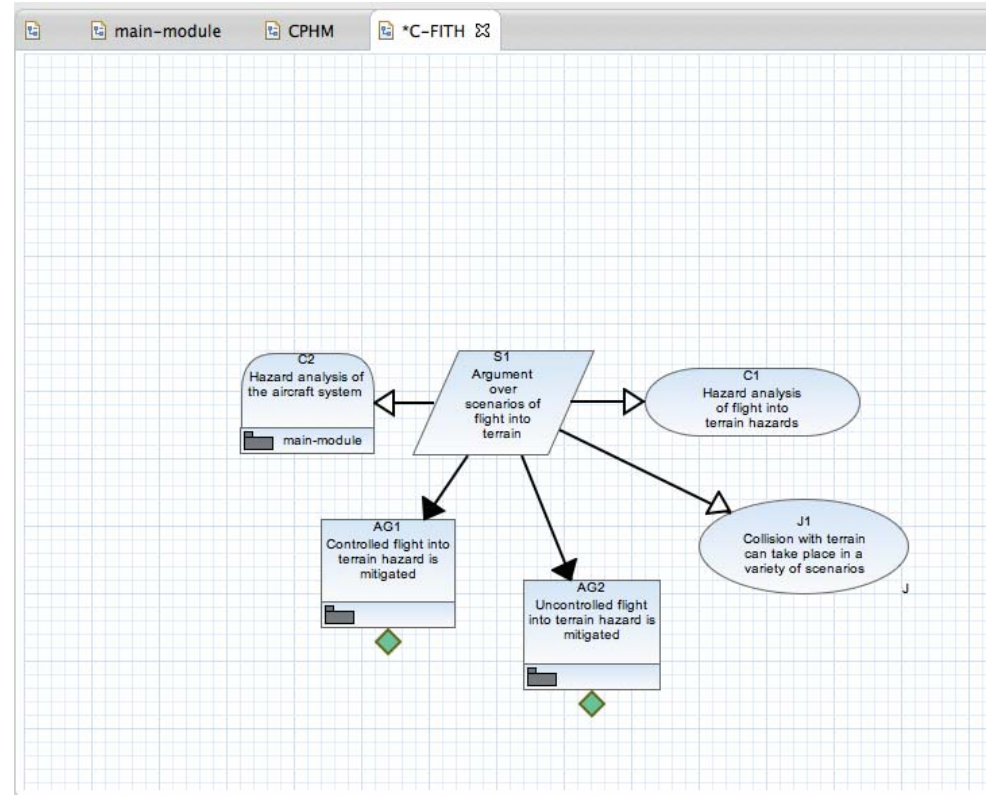 main-module
CPHM
*C-FITH
C2
Hazard analysis of
the aircraft system
main-module
S1
Argument
over
scenarios of
flight into
terrain
C1
Hazard analysis
of flight into
terrain hazards
AG1
Controlled flight into
terrain hazard is
mitigated
J1
Collision with terrain
can take place in a
variety of scenarios
J
AG2
Uncontrolled flight
into terrain hazard is
mitigated